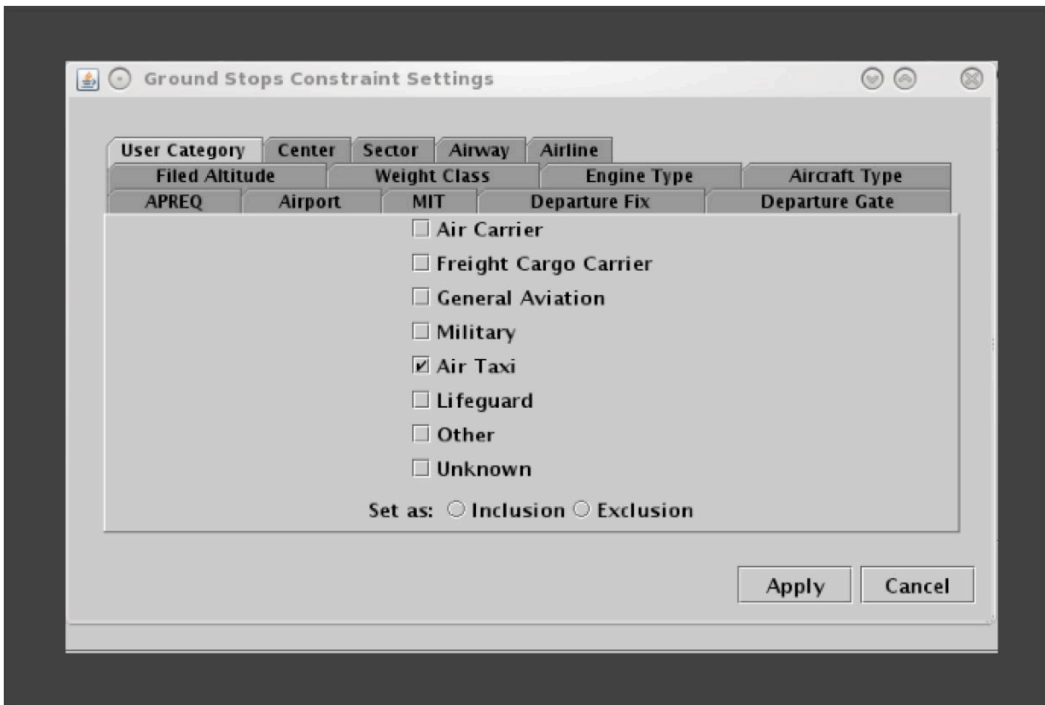 Ground Stops Constraint Settings
User Category Center Sector Airway Airline
Filed Altitude Weight Class Engine Type Aircraft Type
APREQ Airport MIT Departure Fix Departure Gate
Air Carrier
Freight Cargo Carrier
General Aviation
Military
Air Taxi
Lifeguard
Other
Unknown
Set as: Inclusion Exclusion
Apply Cancel